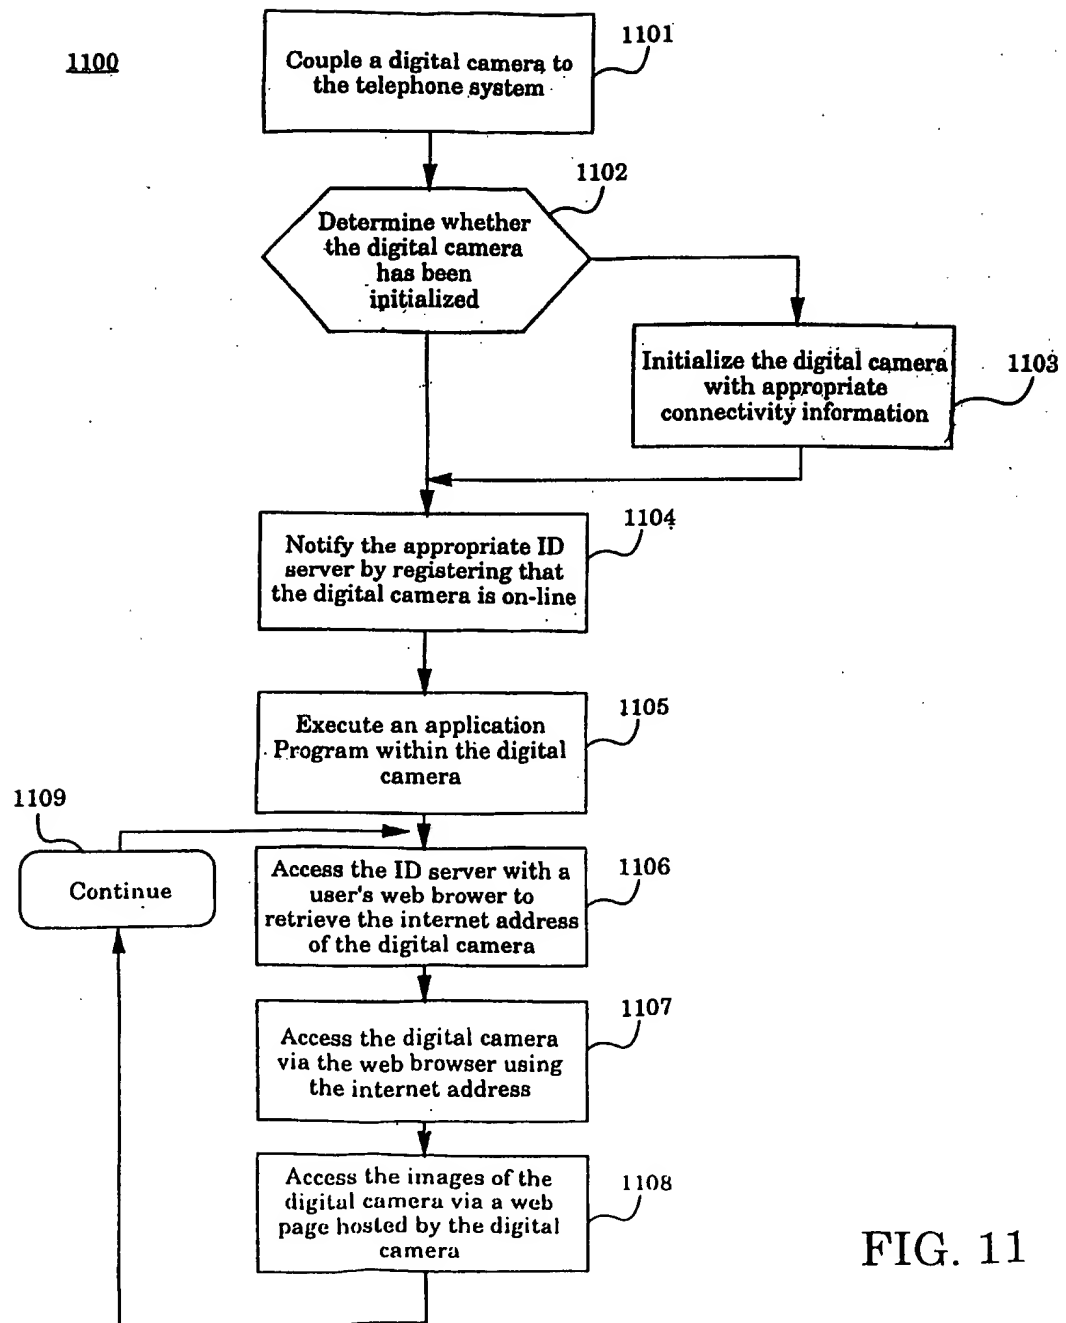 1100
1101
Couple a digital camera to
the telephone system
1102
Determine whether
the digital camera
has been
initialized
1103
Initialize the digital camera
with appropriate
connectivity information
1104
Notify the appropriate ID
server by registering that
the digital camera is on-line
1105
Execute an application
Program within the digital
camera
1109
Continue
1106
Access the ID server with a
user's web brower to
retrieve the internet address
of the digital camera
1107
Access the digital camera
via the web browser using
the internet address
1108
Access the images of the
digital camera via a web
page hosted by the digital
camera
FIG. 11